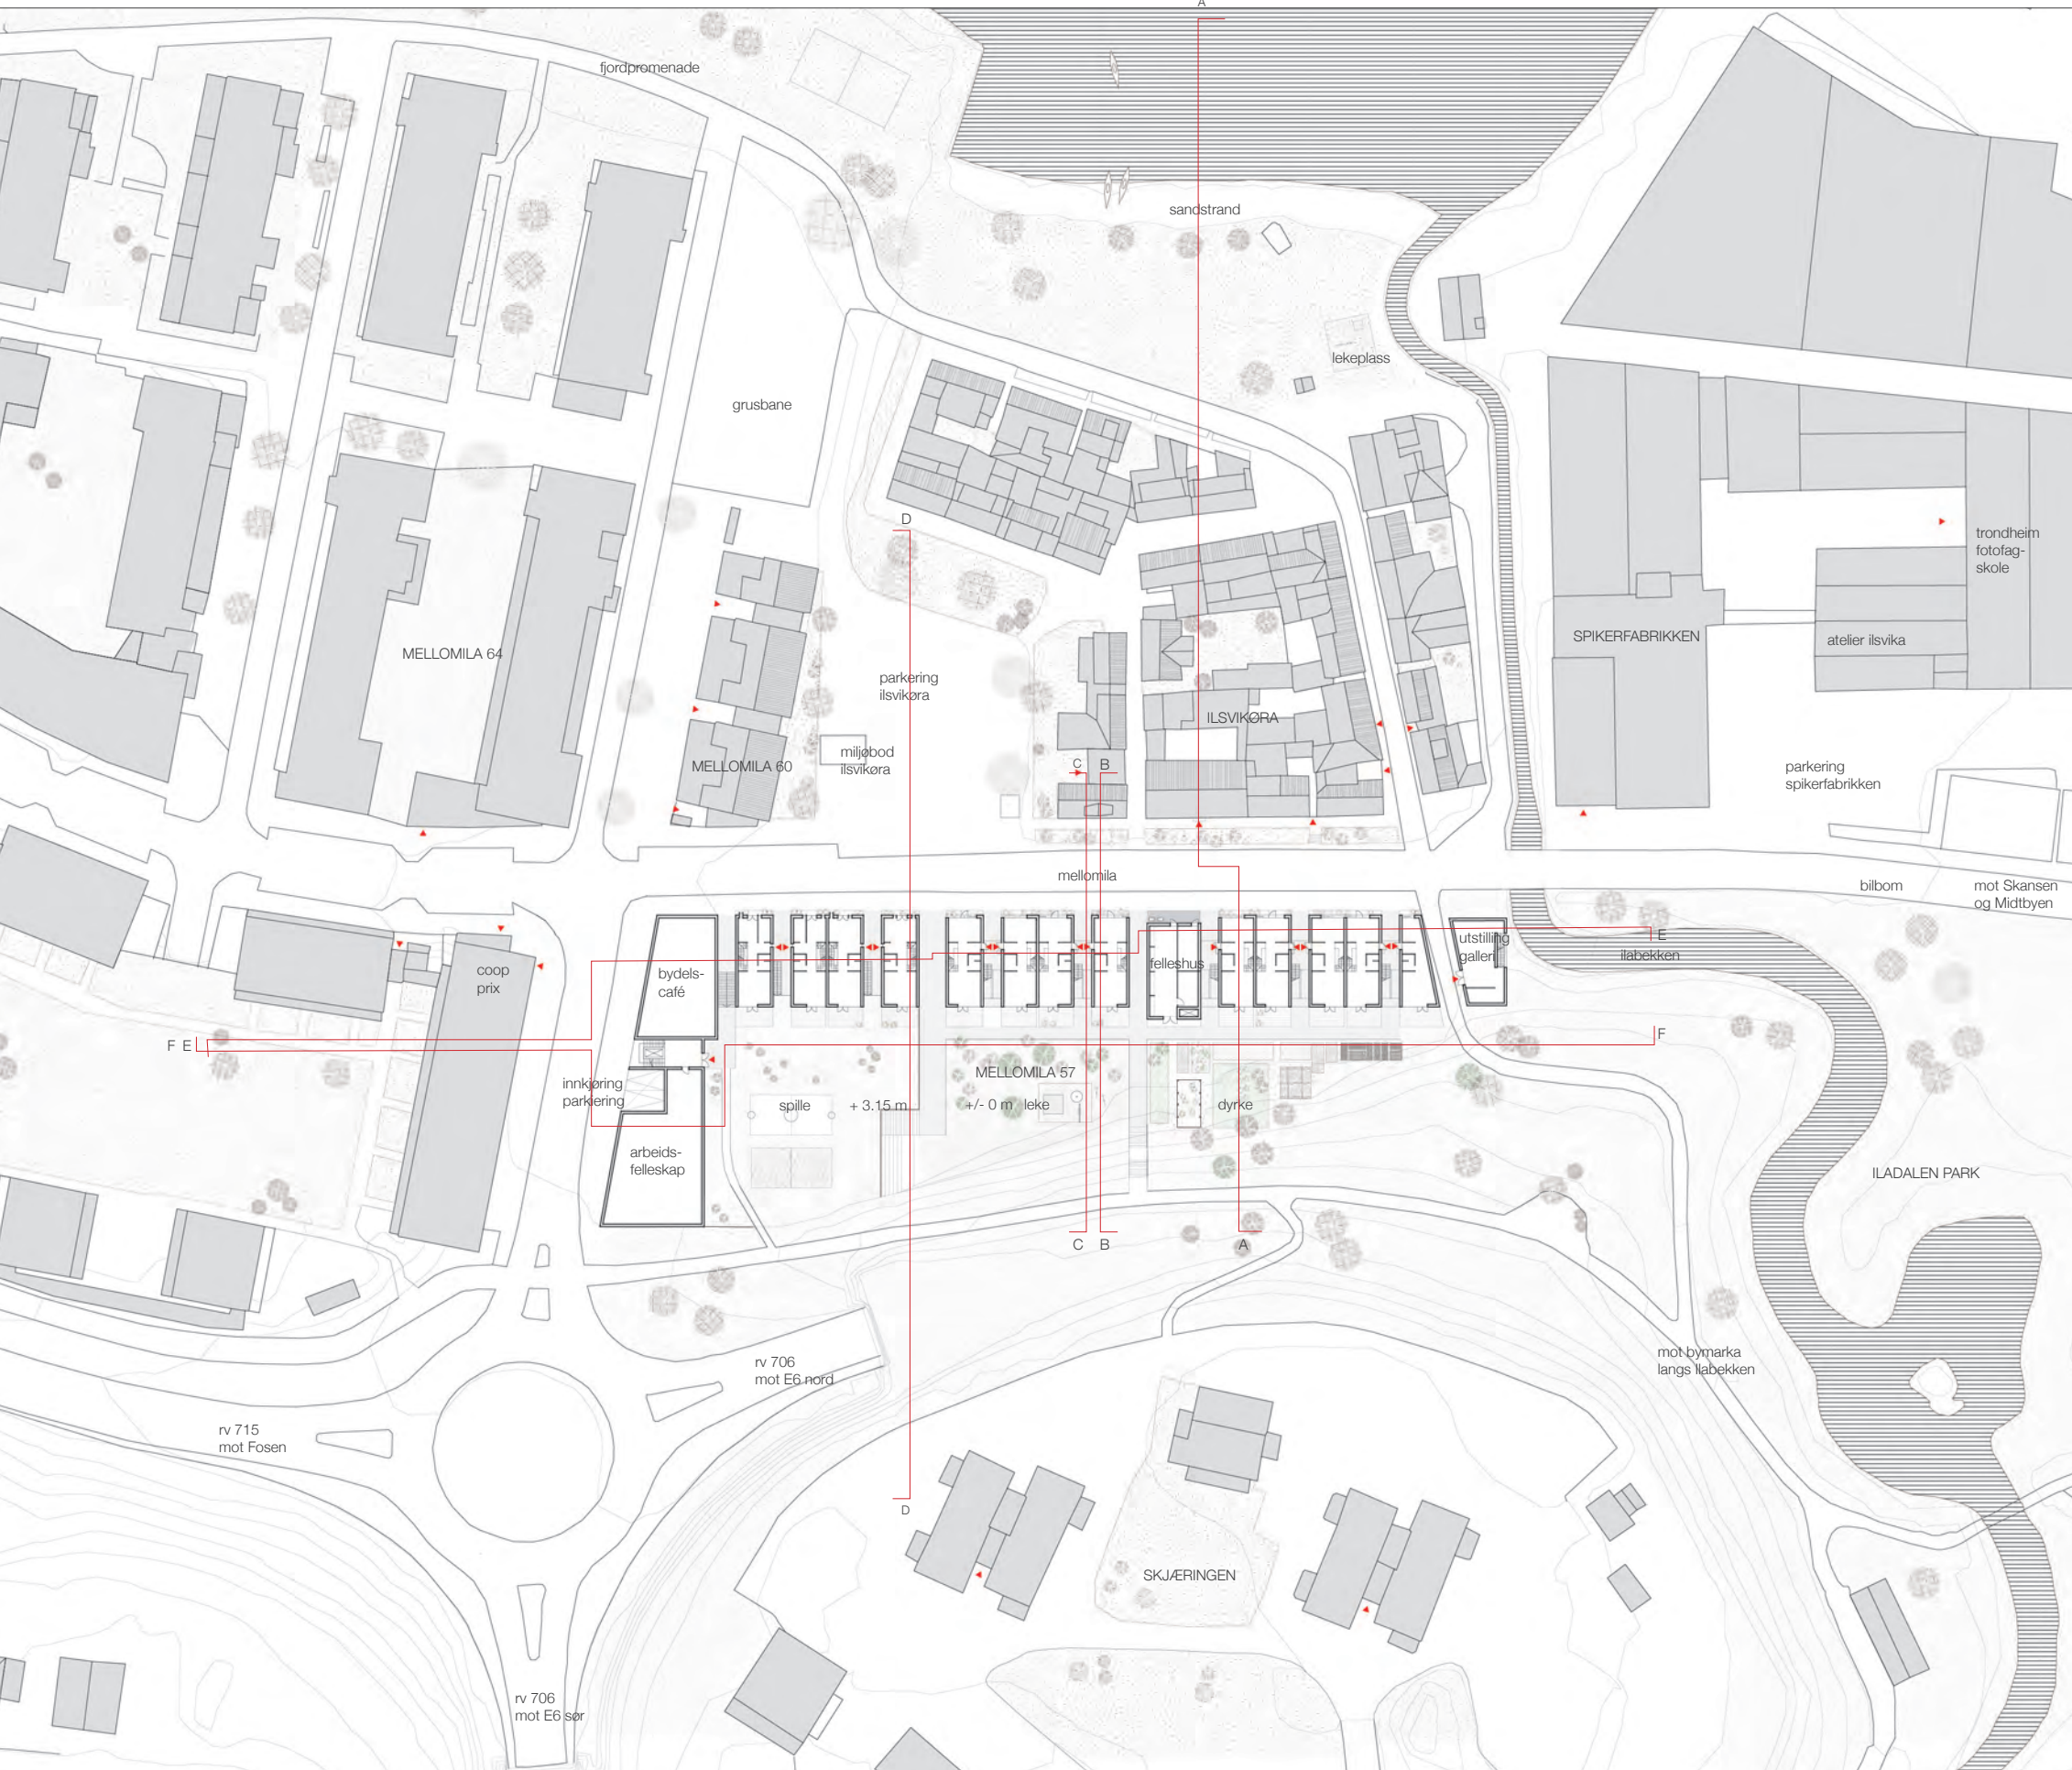 A
fjordpromenade
sandstrand
lekeplass
grusbane
D
trondheim
fotofag-
skole
SPIKERFABRIKKEN
atelier ilsvika
MELLOMILA 64
parkering
ilsvikøra
ILSVIKØRA
miljøbod
ilsvikøra
MELLOMILA 60
C B
parkering
spikerfabrikken
mellomila
bilbom
mot Skansen
og Midtbyen
utstilling
galleri
E
ilabekken
felleshus
bydels-
café
coop
prix
F E
F
innkjøring
parkering
MELLOMILA 57
spille
+ 3.15 m
+/- 0 m
leke
dyrke
arbeids-
felleskap
ILADALEN PARK
C B
A
rv 706
mot E6 nord
mot bymarka
langs Ilabekken
rv 715
mot Fosen
D
SKJÆRINGEN
rv 706
mot E6 sør